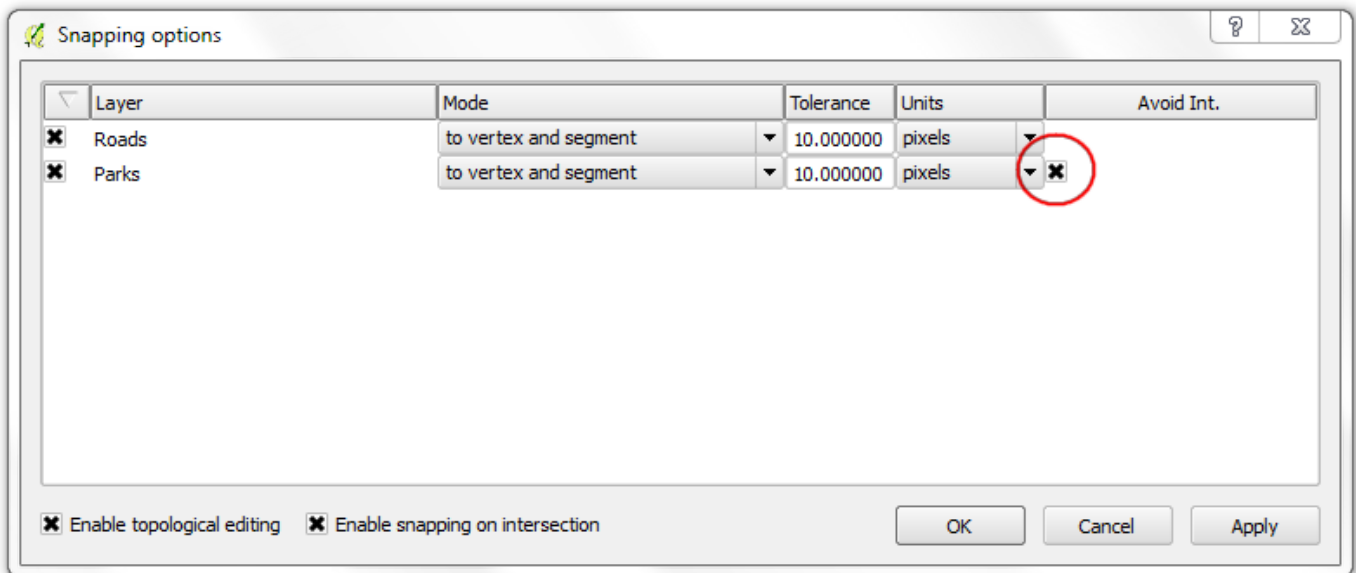 Snapping options
Layer Mode Tolerance Units Avoid Int.
Roads to vertex and segment 10.000000 pixels
Parks to vertex and segment 10.000000 pixels
Enable topological editing Enable snapping on intersection OK Cancel Apply